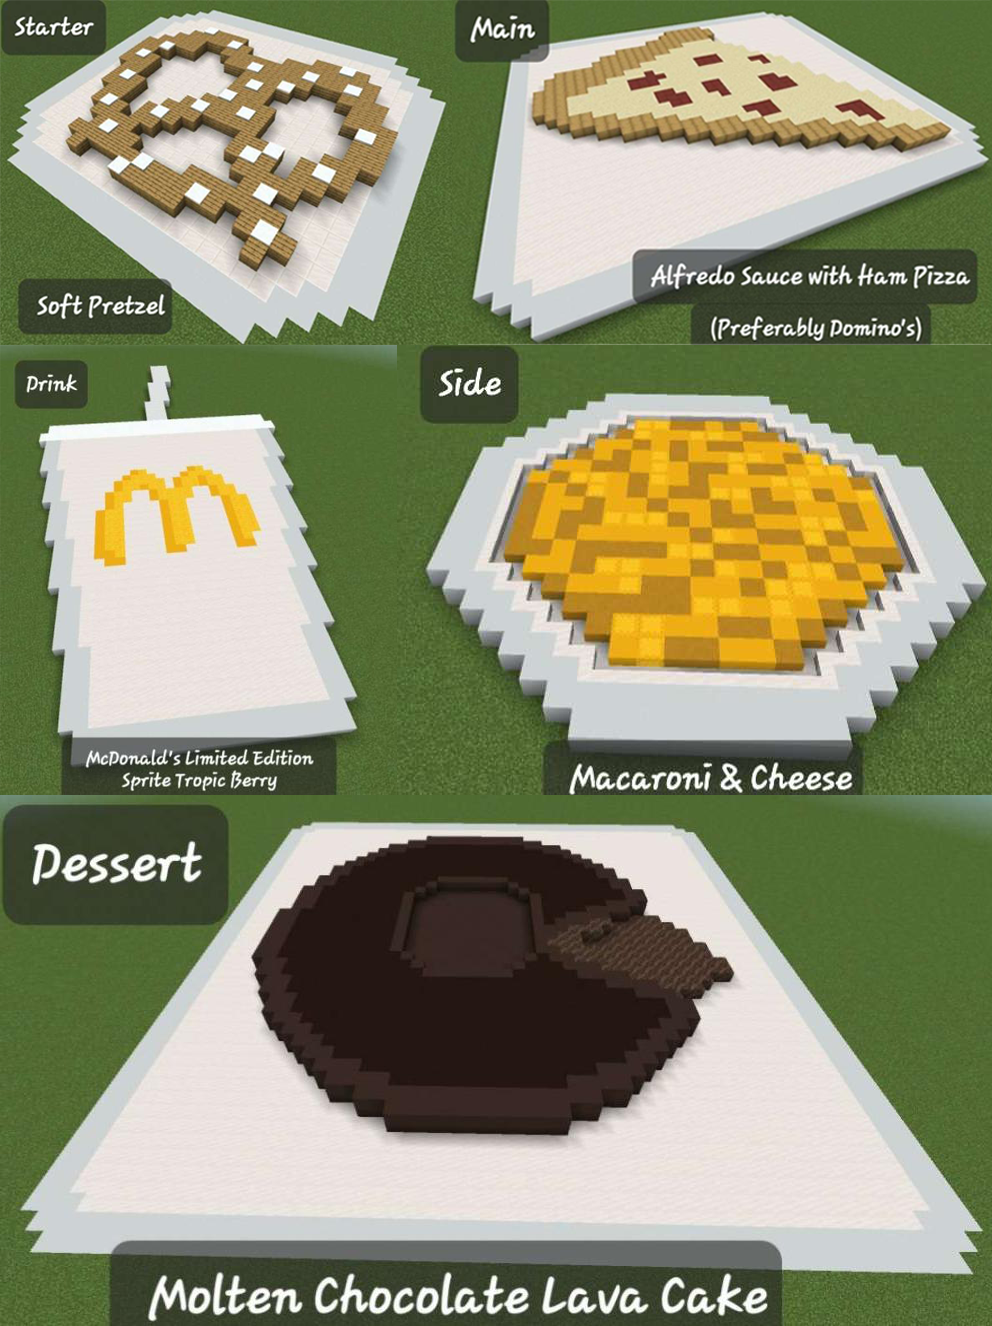 Starter
Main
Soft Pretzel
Alfredo Sauce with Ham Pizza
(Preferably Domino's)
Drink
Side
McDonald's Limited Edition
Sprite Tropic Berry
Macaroni & Cheese
Dessert
Molten Chocolate Lava Cake